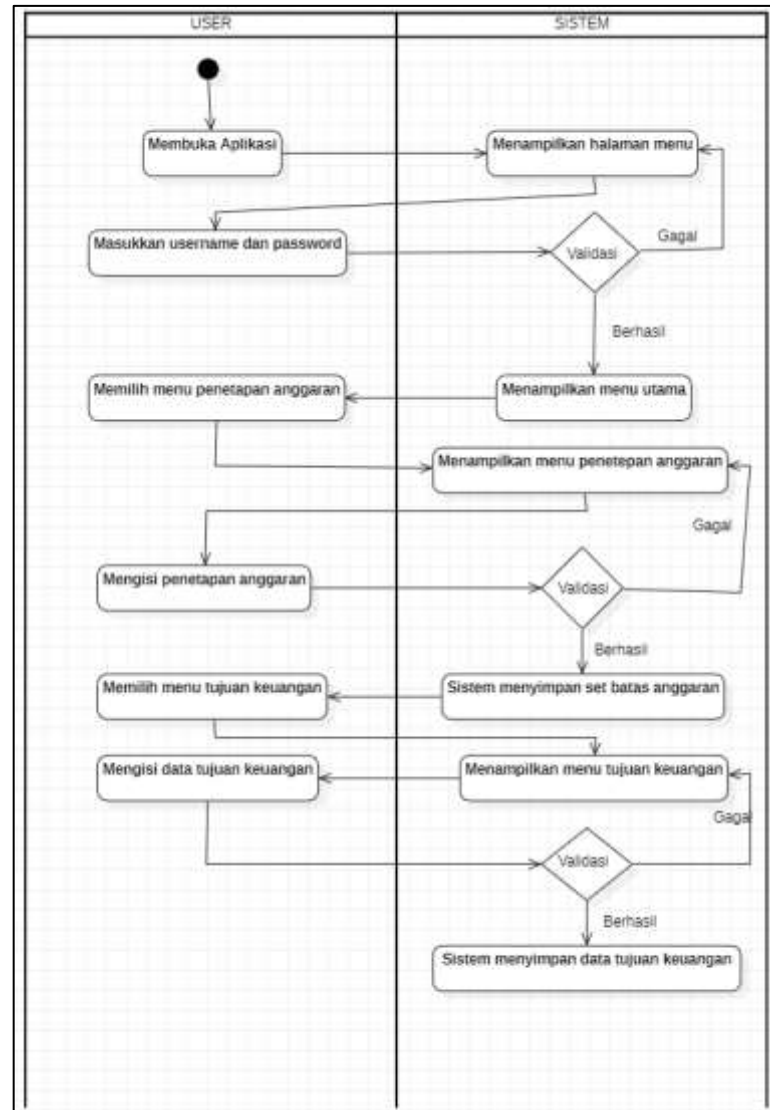 USER
SISTEM
Membuka Aplikasi
Menampilkan halaman menu
Masukkan username dan password
Validasi
Gagal
Berhasil
Memilih menu penetapan anggaran
Menampilkan menu utama
Menampilkan menu penetepan anggaran
Gagal
Mengisi penetapan anggaran
Validasi
Berhasil
Memilih menu tujuan keuangan
Sistem menyimpan set batas anggaran
Mengisi data tujuan keuangan
Menampilkan menu tujuan keuangan
Gagal
Validasi
Berhasil
Sistem menyimpan data tujuan keuangan